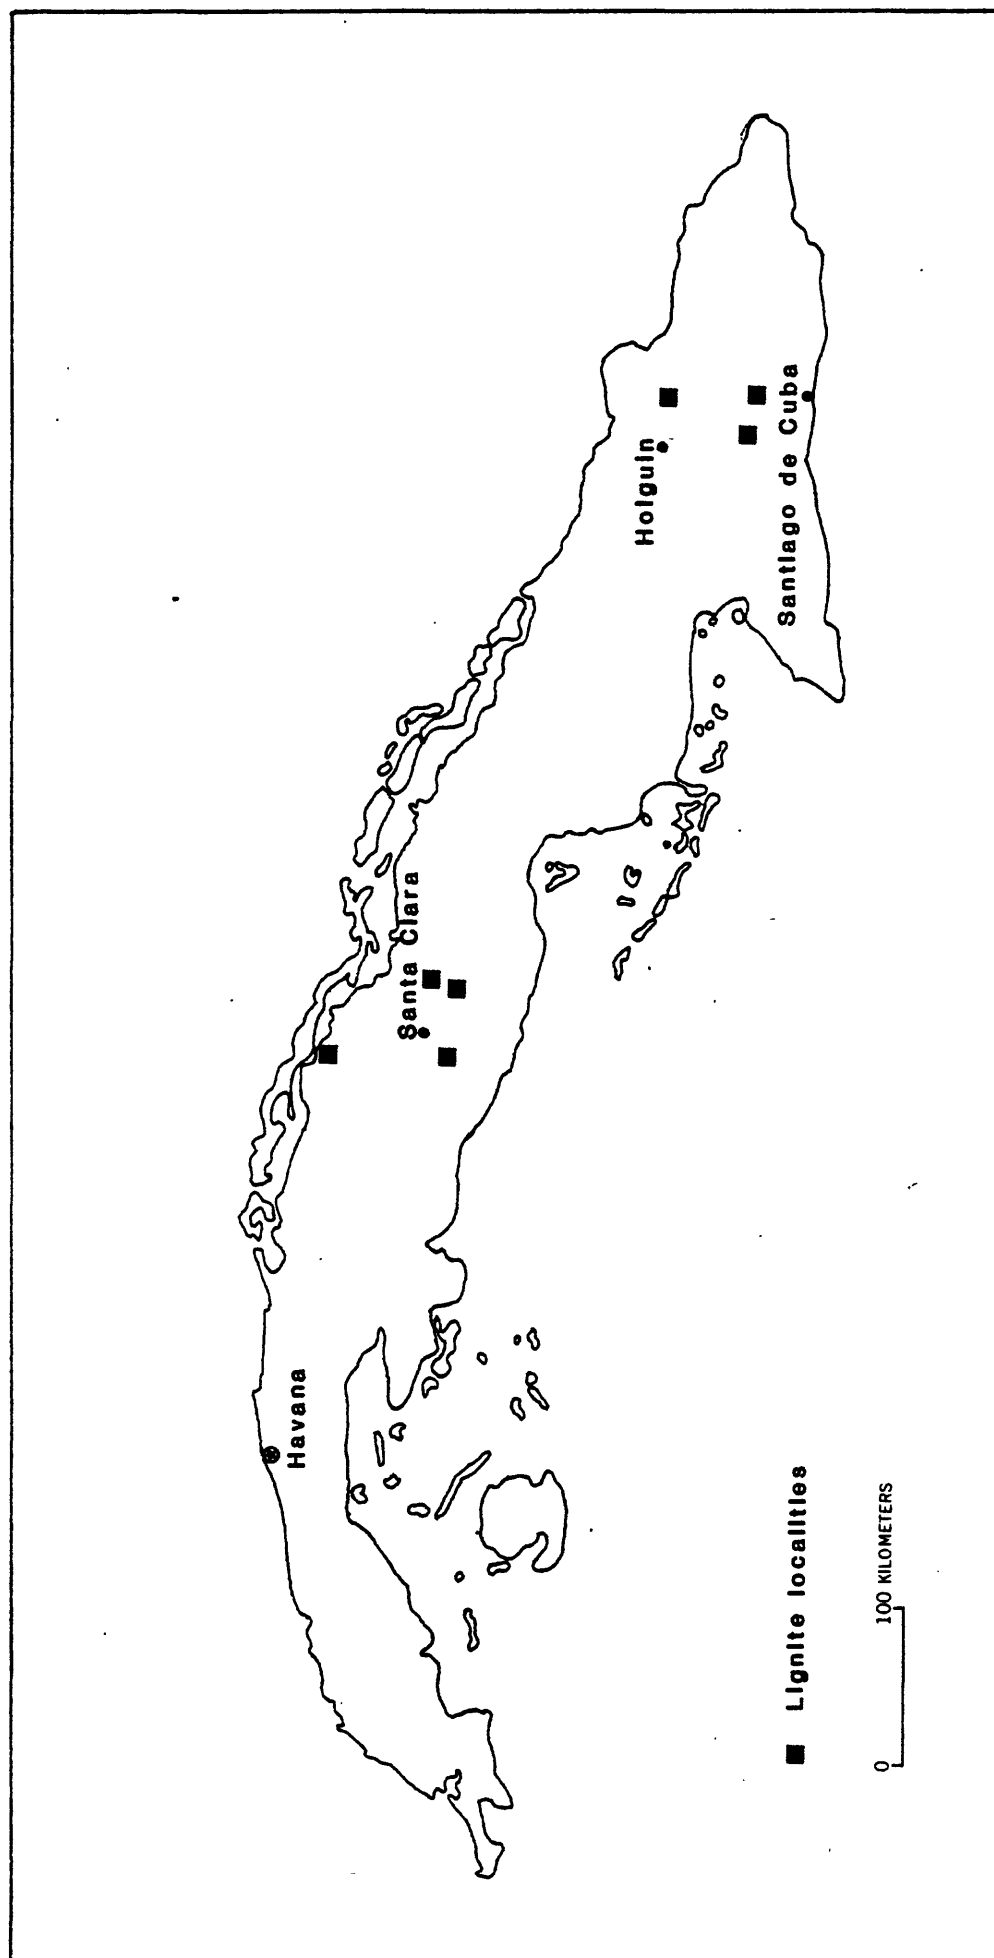 Havana
Santa Clara
Holguin
Santiago de Cuba
Lignite localities
0 100 KILOMETERS